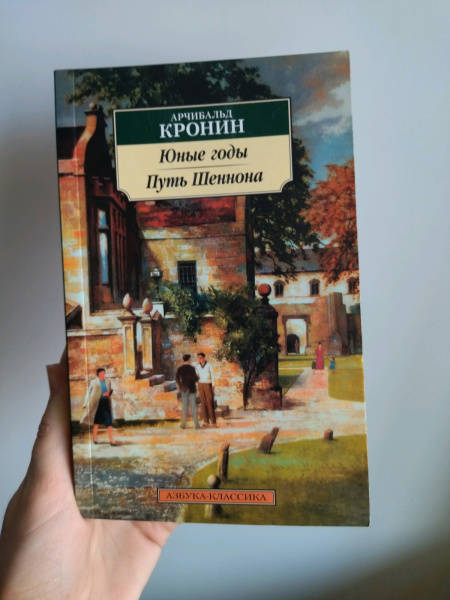 АРЧИБАЛЬД
КРОНИН
Юные годы
Путь Шеннона
АЗБУКА-КЛАССИКА